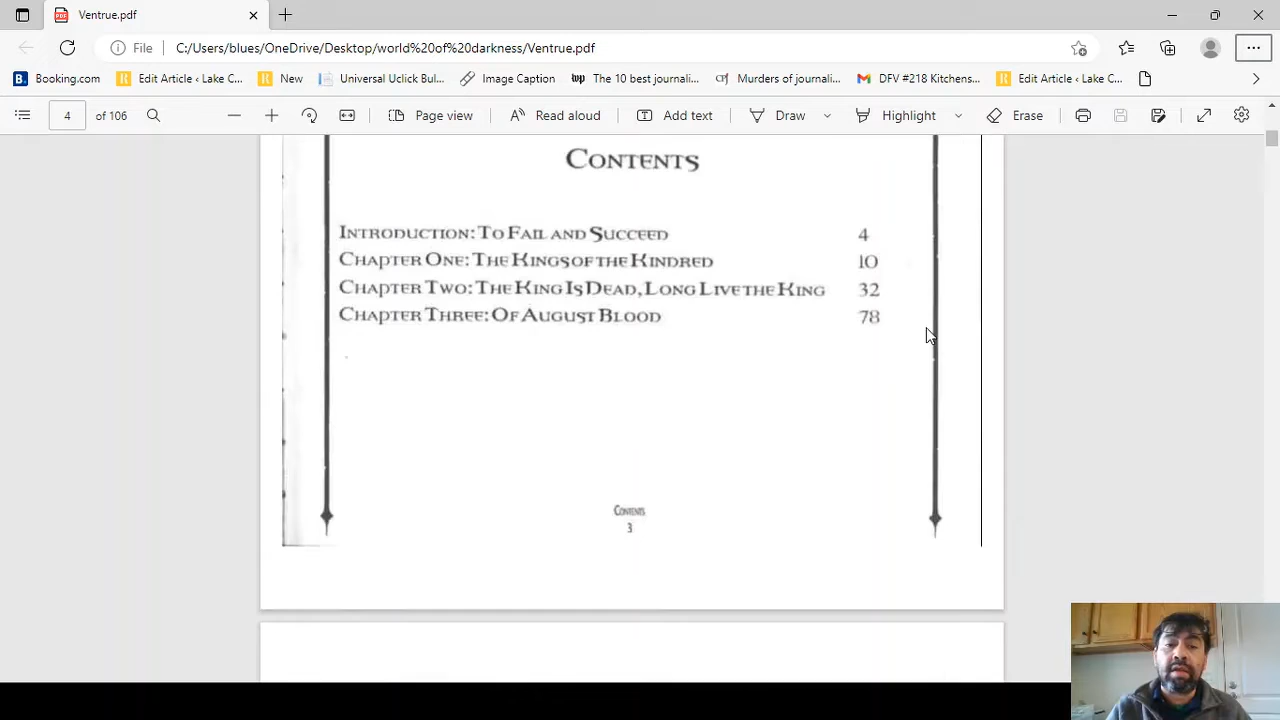 Ventrue.pdf
File C:/Users/blues/OneDrive/Desktop/world%20of%20darkness/Ventrue.pdf
Booking.com Edit Article ‹ Lake C... New Universal Uclick Bul... Image Caption The 10 best journali... Murders of journali... DFV #218 Kitchens... Edit Article ‹ Lake C...
4 of 106 Page view Read aloud Add text Draw Highlight Erase
CONTENTS
INTRODUCTION: TO FAIL AND SUCCEED 4
CHAPTER ONE: THE KINGS OF THE KINDRED 10
CHAPTER TWO: THE KING IS DEAD, LONG LIVE THE KING 32
CHAPTER THREE: OF AUGUST BLOOD 78
CONTENTS
3